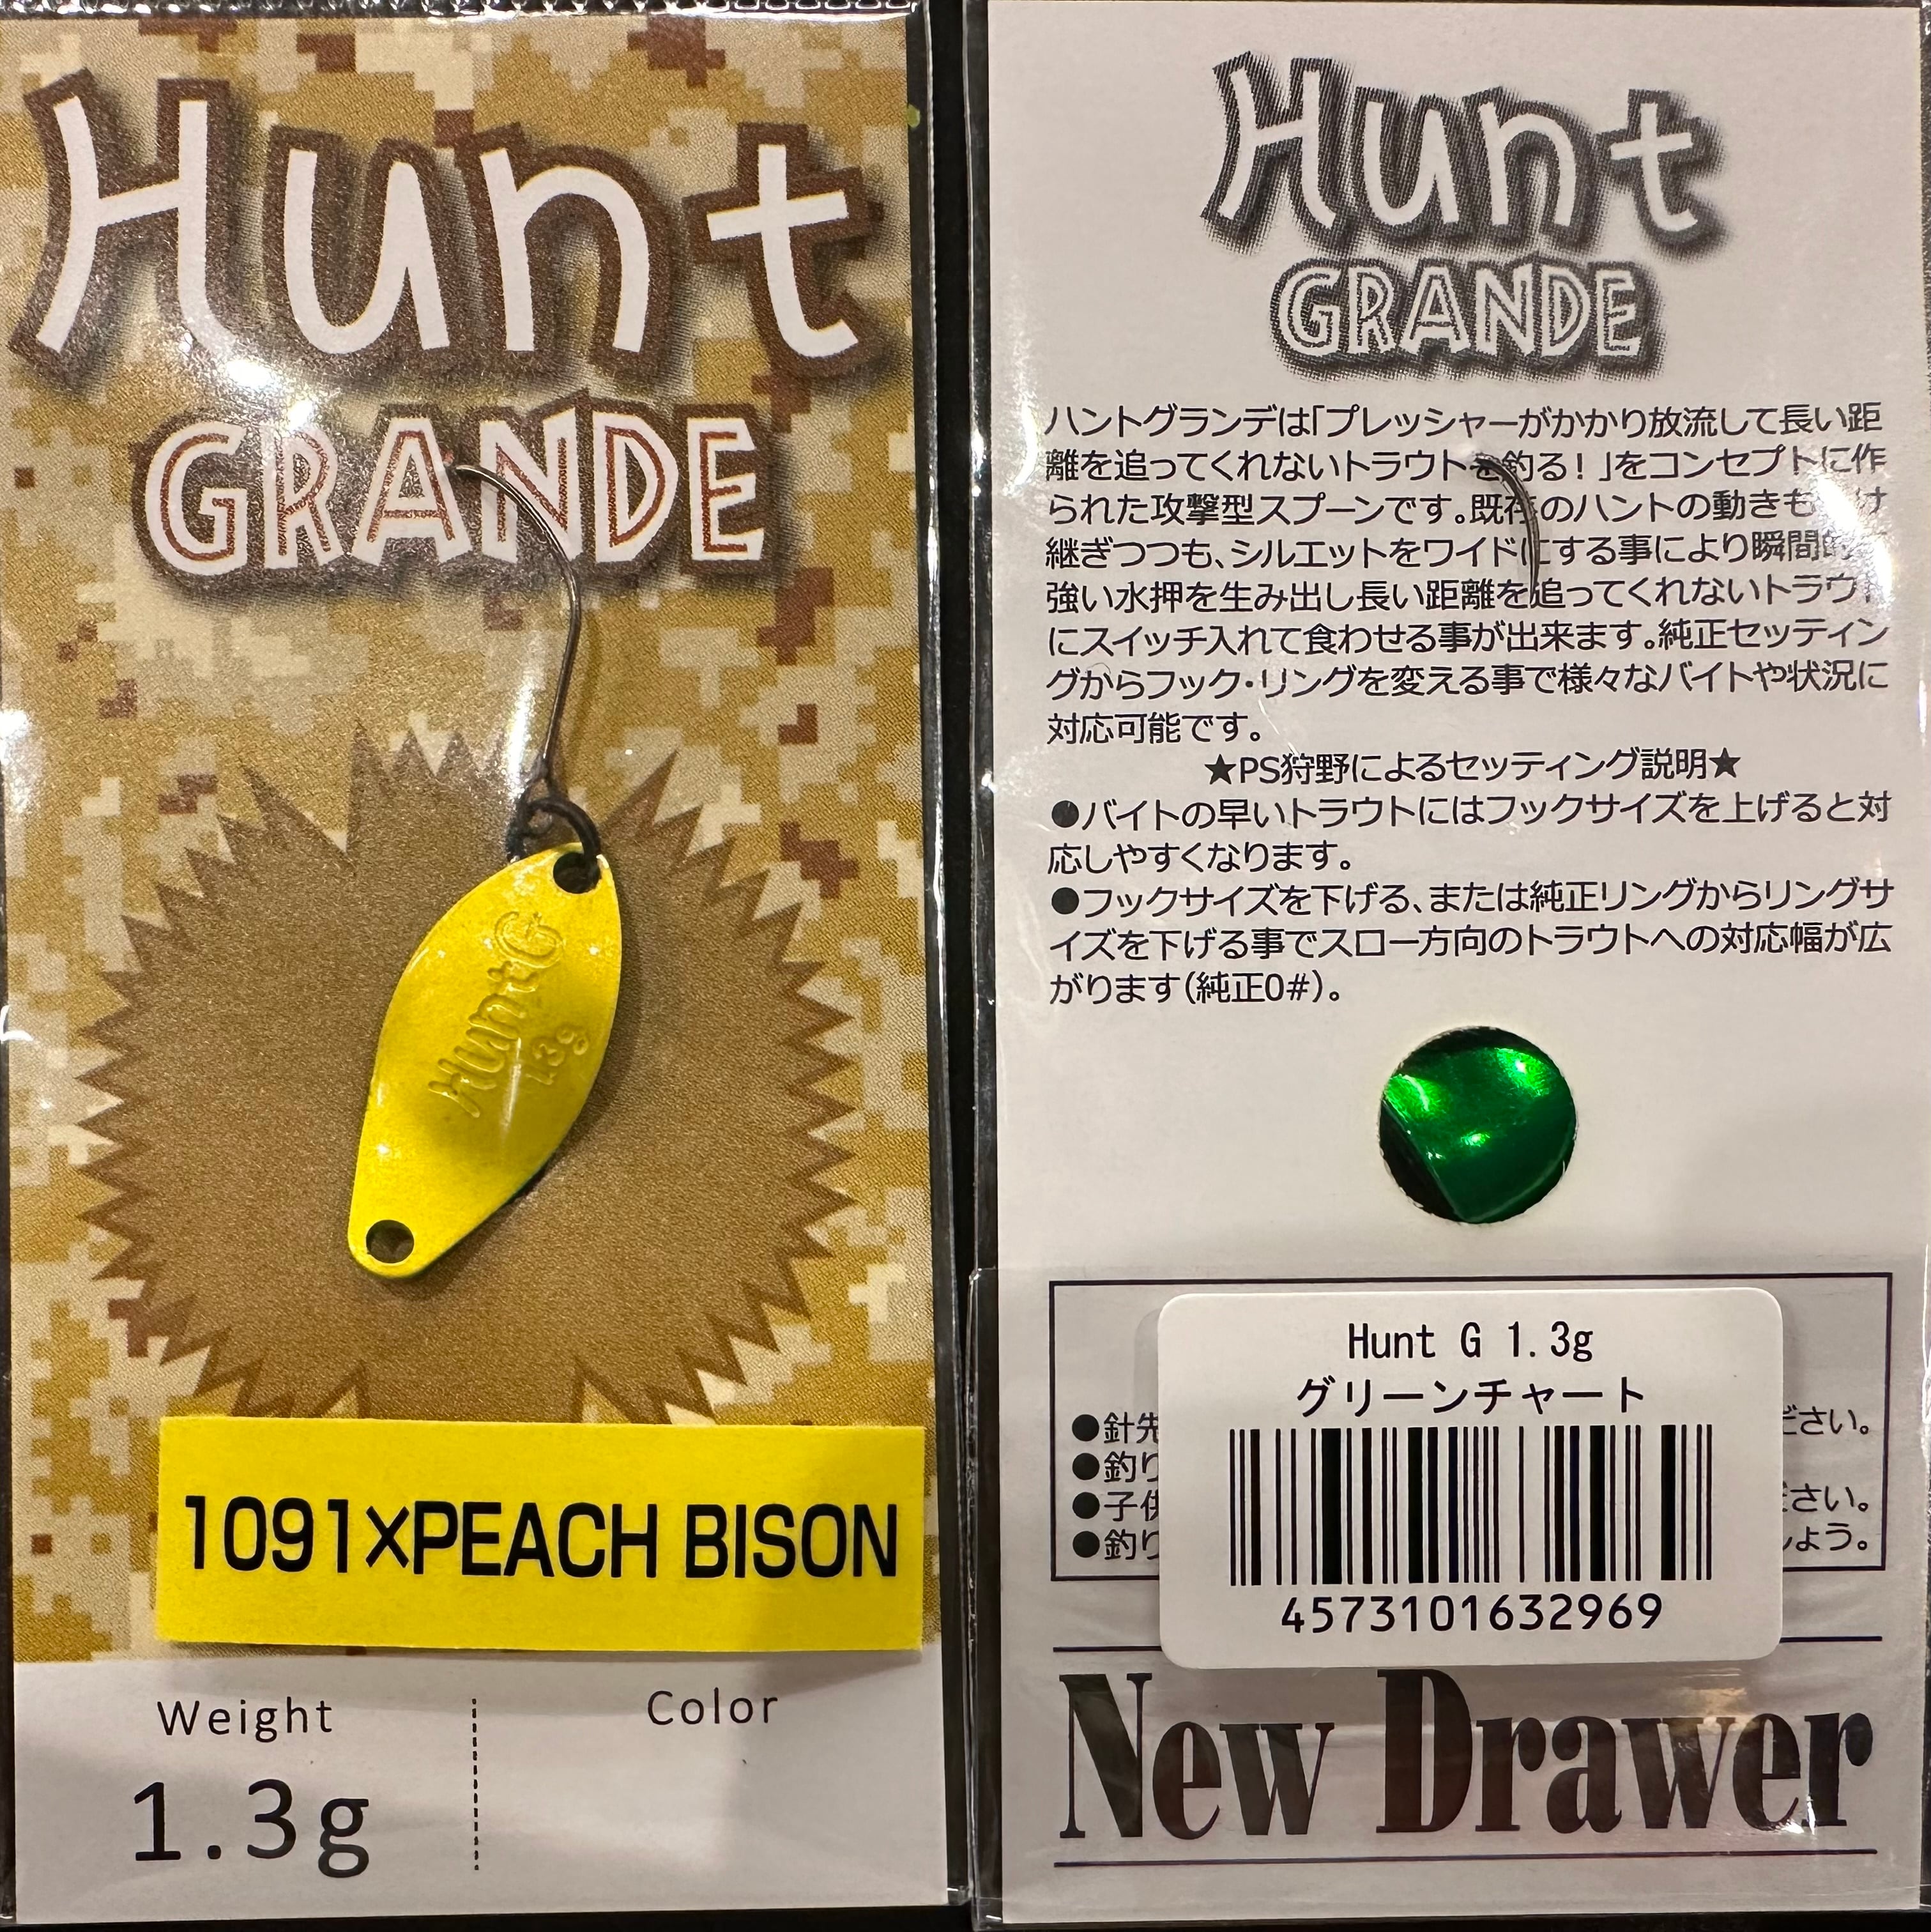 Hunt
GRANDE
Hunt G
1.3g
1091×PEACH BISON
Weight
Color
1.3g
Hunt
GRANDE
ハントグランデは「プレッシャーがかかり放流して長い距
離を追ってくれないトラウトを釣る!」をコンセプトに作
られた攻撃型スプーンです。既存のハントの動きも
継ぎつつも、シルエットをワイドにする事により瞬間的
強い水押を生み出し長い距離を追ってくれないトラウト
にスイッチ入れて食わせる事が出来ます。純正セッティン
グからフック・リングを変える事で様々なバイトや状況に
対応可能です。
★PS狩野によるセッティング説明★
●バイトの早いトラウトにはフックサイズを上げると対
応しやすくなります。
●フックサイズを下げる、または純正リングからリングサ
イズを下げる事でスロー方向のトラウトへの対応幅が広
がります(純正0#)。
Hunt G 1.3g
グリーンチャート
4573101632969
●針先 ださい。
●釣り
●子供 ださい。
●釣り しょう。
New Drawer